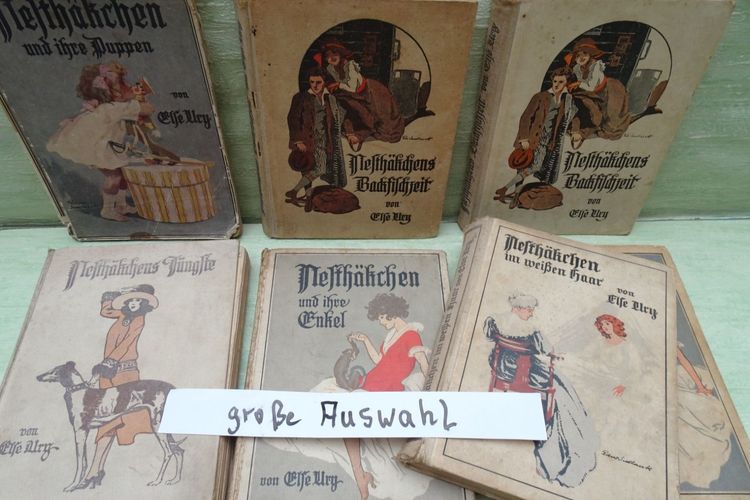 Nesthäkchen
und ihre Puppen
von
Else Ury
Nesthäkchens
Backfischzeit
von
Else Ury
Nesthäkchens
Backfischzeit
von
Else Ury
Nesthäkchens Jüngste
von
Else Ury
Nesthäkchen
und ihre
Enkel
von Else Ury
Nesthäkchen
im weißen Haar
von
Else Ury
große Auswahl